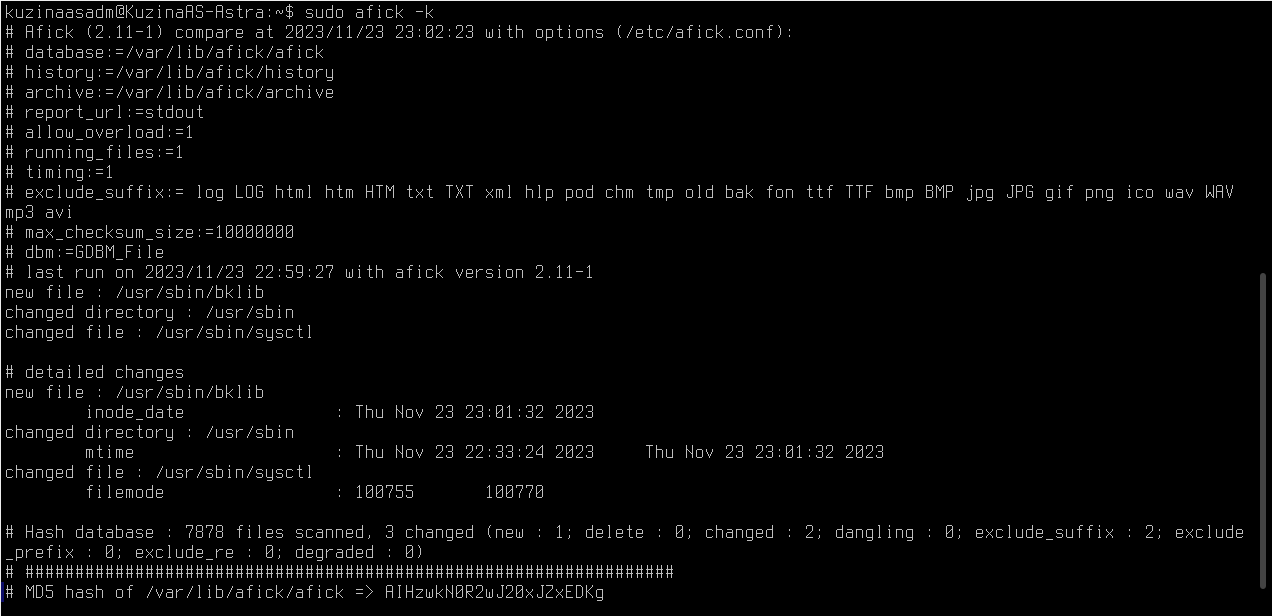 kuzinaasadm@KuzinaAS-Astra:~$ sudo afick -k
# Afick (2.11-1) compare at 2023/11/23 23:02:23 with options (/etc/afick.conf):
# database:=/var/lib/afick/afick
# history:=/var/lib/afick/history
# archive:=/var/lib/afick/archive
# report_url:=stdout
# allow_overload:=1
# running_files:=1
# timing:=1
# exclude_suffix:= log LOG html htm HTM txt TXT xml hlp pod chm tmp old bak fon ttf TTF bmp BMP jpg JPG gif png ico wav WAV
mp3 avi
# max_checksum_size:=10000000
# dbm:=GDBM_File
# last run on 2023/11/23 22:59:27 with afick version 2.11-1
new file : /usr/sbin/bklib
changed directory : /usr/sbin
changed file : /usr/sbin/sysctl

# detailed changes
new file : /usr/sbin/bklib
        inode_date               : Thu Nov 23 23:01:32 2023
changed directory : /usr/sbin
        mtime                    : Thu Nov 23 22:33:24 2023     Thu Nov 23 23:01:32 2023
changed file : /usr/sbin/sysctl
        filemode                 : 100755       100770

# Hash database : 7878 files scanned, 3 changed (new : 1; delete : 0; changed : 2; dangling : 0; exclude_suffix : 2; exclude
_prefix : 0; exclude_re : 0; degraded : 0)
# #################################################################
# MD5 hash of /var/lib/afick/afick => AIHzwkN0R2wJ20xJZxEDKg